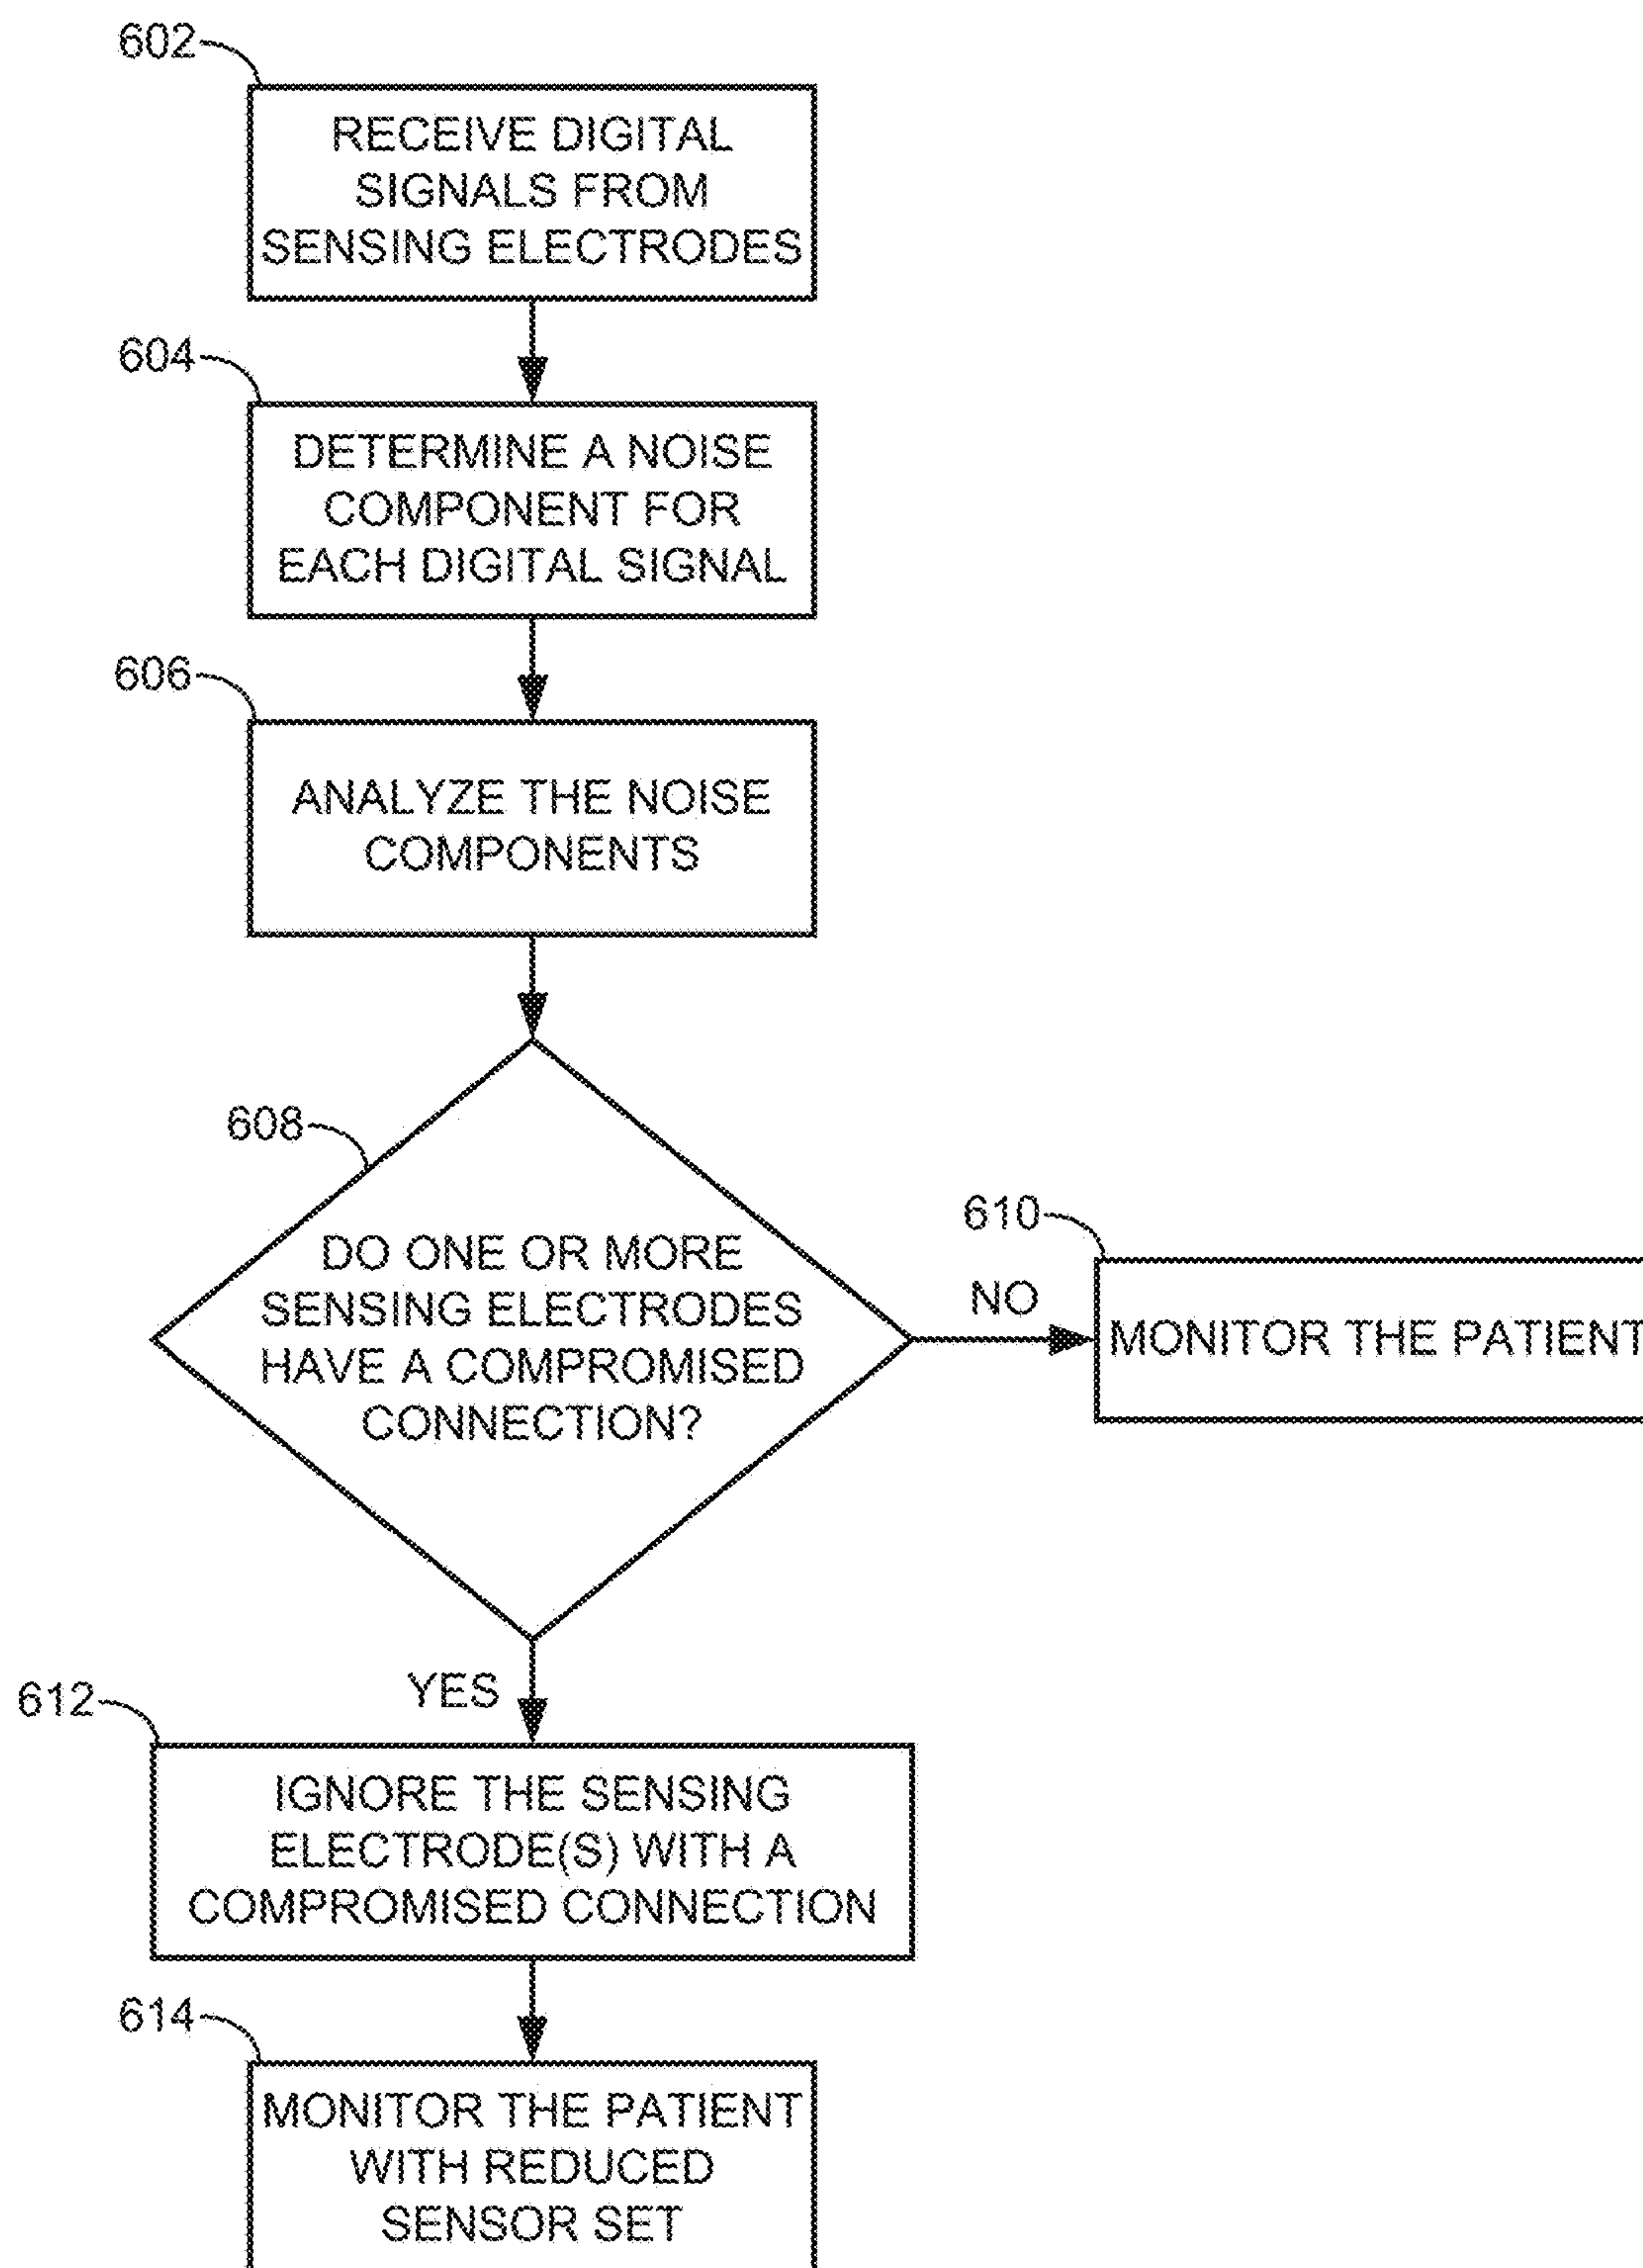 602
RECEIVE DIGITAL
SIGNALS FROM
SENSING ELECTRODES
604
DETERMINE A NOISE
COMPONENT FOR
EACH DIGITAL SIGNAL
606
ANALYZE THE NOISE
COMPONENTS
608
DO ONE OR MORE
SENSING ELECTRODES
HAVE A COMPROMISED
CONNECTION?
NO
610
MONITOR THE PATIENT
YES
612
IGNORE THE SENSING
ELECTRODE(S) WITH A
COMPROMISED CONNECTION
614
MONITOR THE PATIENT
WITH REDUCED
SENSOR SET